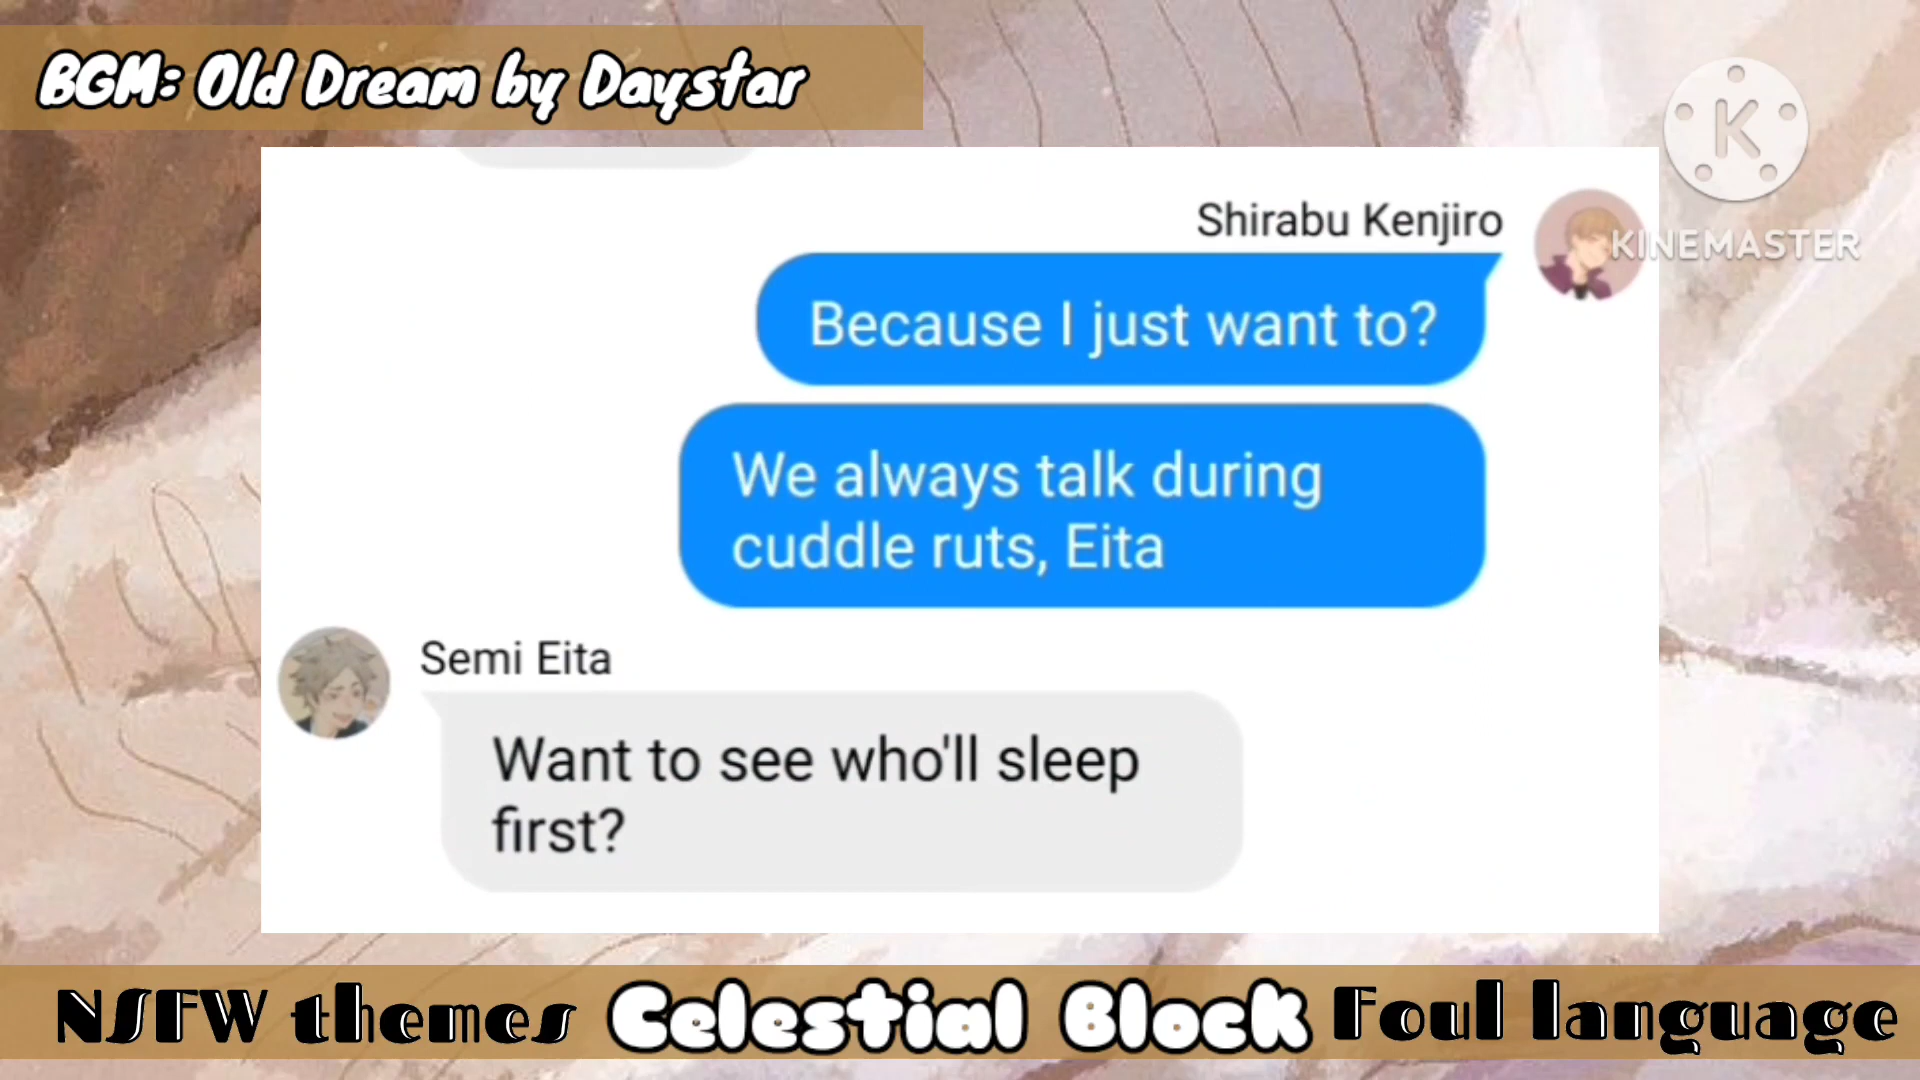 BGM: Old Dream by Daystar
K
KINEMASTER
Shirabu Kenjiro
Because I just want to?
We always talk during
cuddle ruts, Eita
Semi Eita
Want to see who'll sleep
first?
NSFW themes Celestial Block Foul language